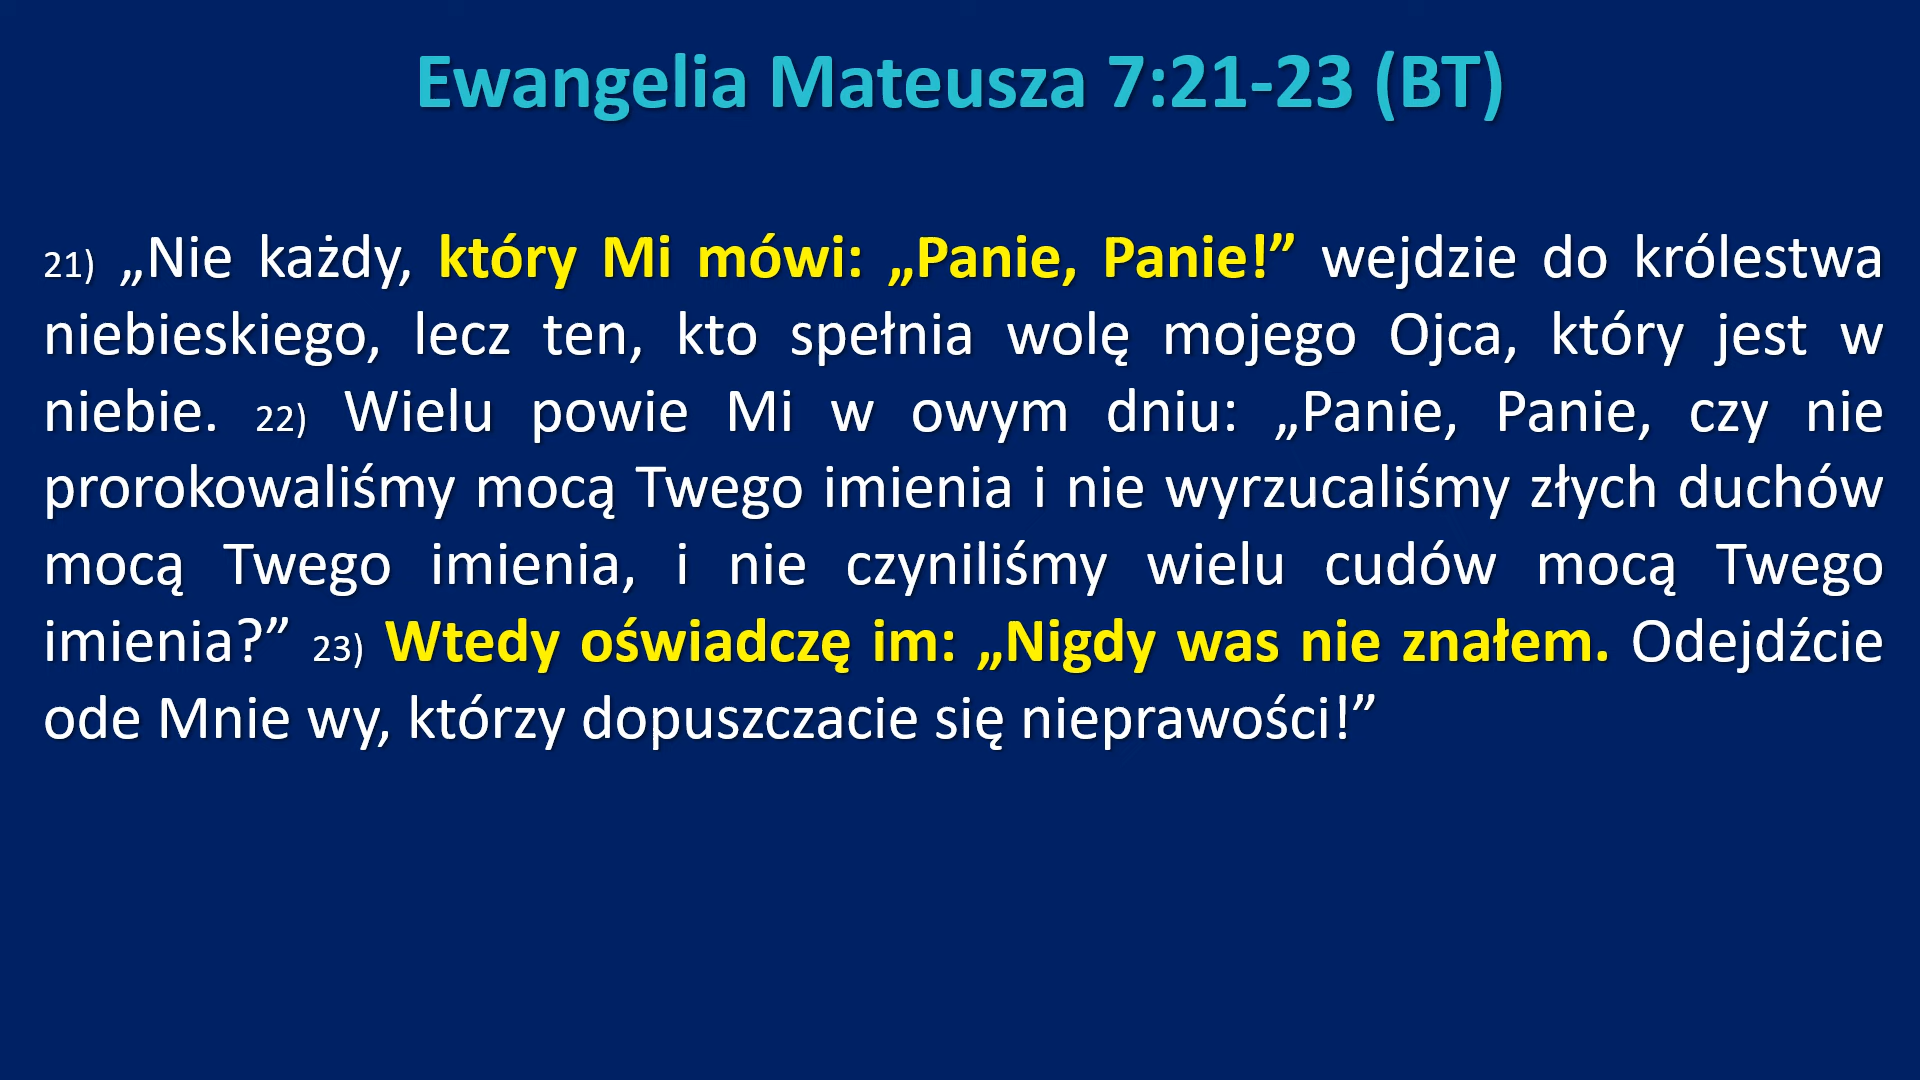 Ewangelia Mateusza 7:21-23 (BT)
21) „Nie każdy, który Mi mówi: „Panie, Panie!” wejdzie do królestwa
niebieskiego, lecz ten, kto spełnia wolę mojego Ojca, który jest w
niebie. 22) Wielu powie Mi w owym dniu: „Panie, Panie, czy nie
prorokowaliśmy mocą Twego imienia i nie wyrzucaliśmy złych duchów
mocą Twego imienia, i nie czyniliśmy wielu cudów mocą Twego
imienia?” 23) Wtedy oświadczę im: „Nigdy was nie znałem. Odejdźcie
ode Mnie wy, którzy dopuszczacie się nieprawości!”